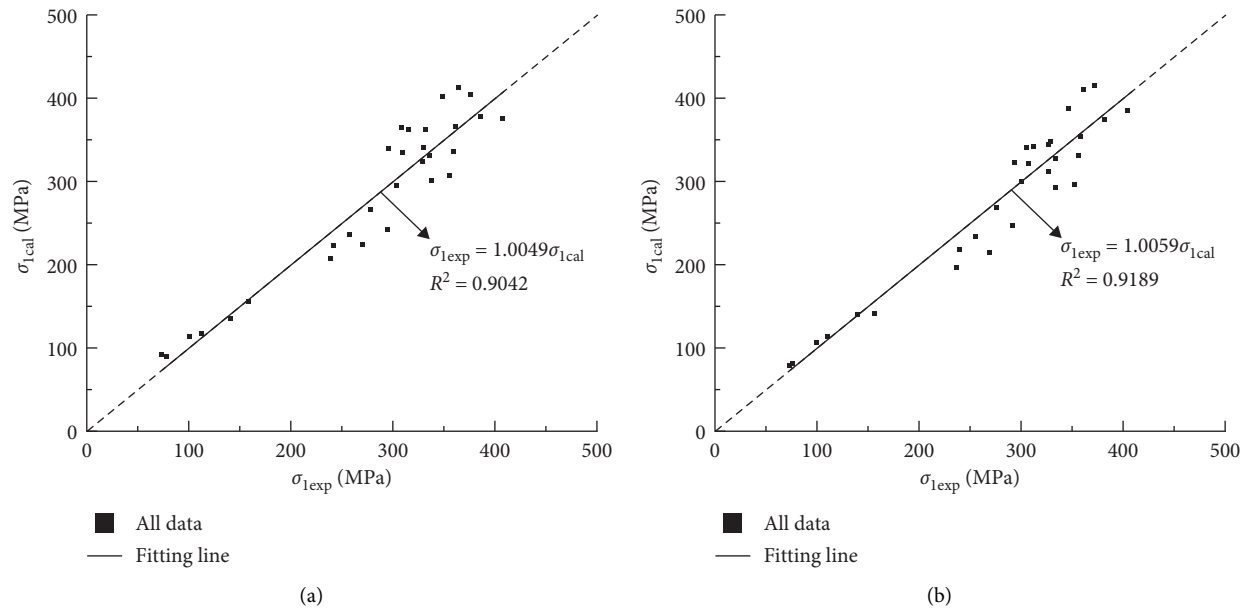 500
400
300
200
100
0
σ1cal (MPa)
0 100 200 300 400 500
σ1exp (MPa)
σ1exp = 1.0049σ1cal
R² = 0.9042
All data
Fitting line
(a)
500
400
300
200
100
0
σ1cal (MPa)
0 100 200 300 400 500
σ1exp (MPa)
σ1exp = 1.0059σ1cal
R² = 0.9189
All data
Fitting line
(b)